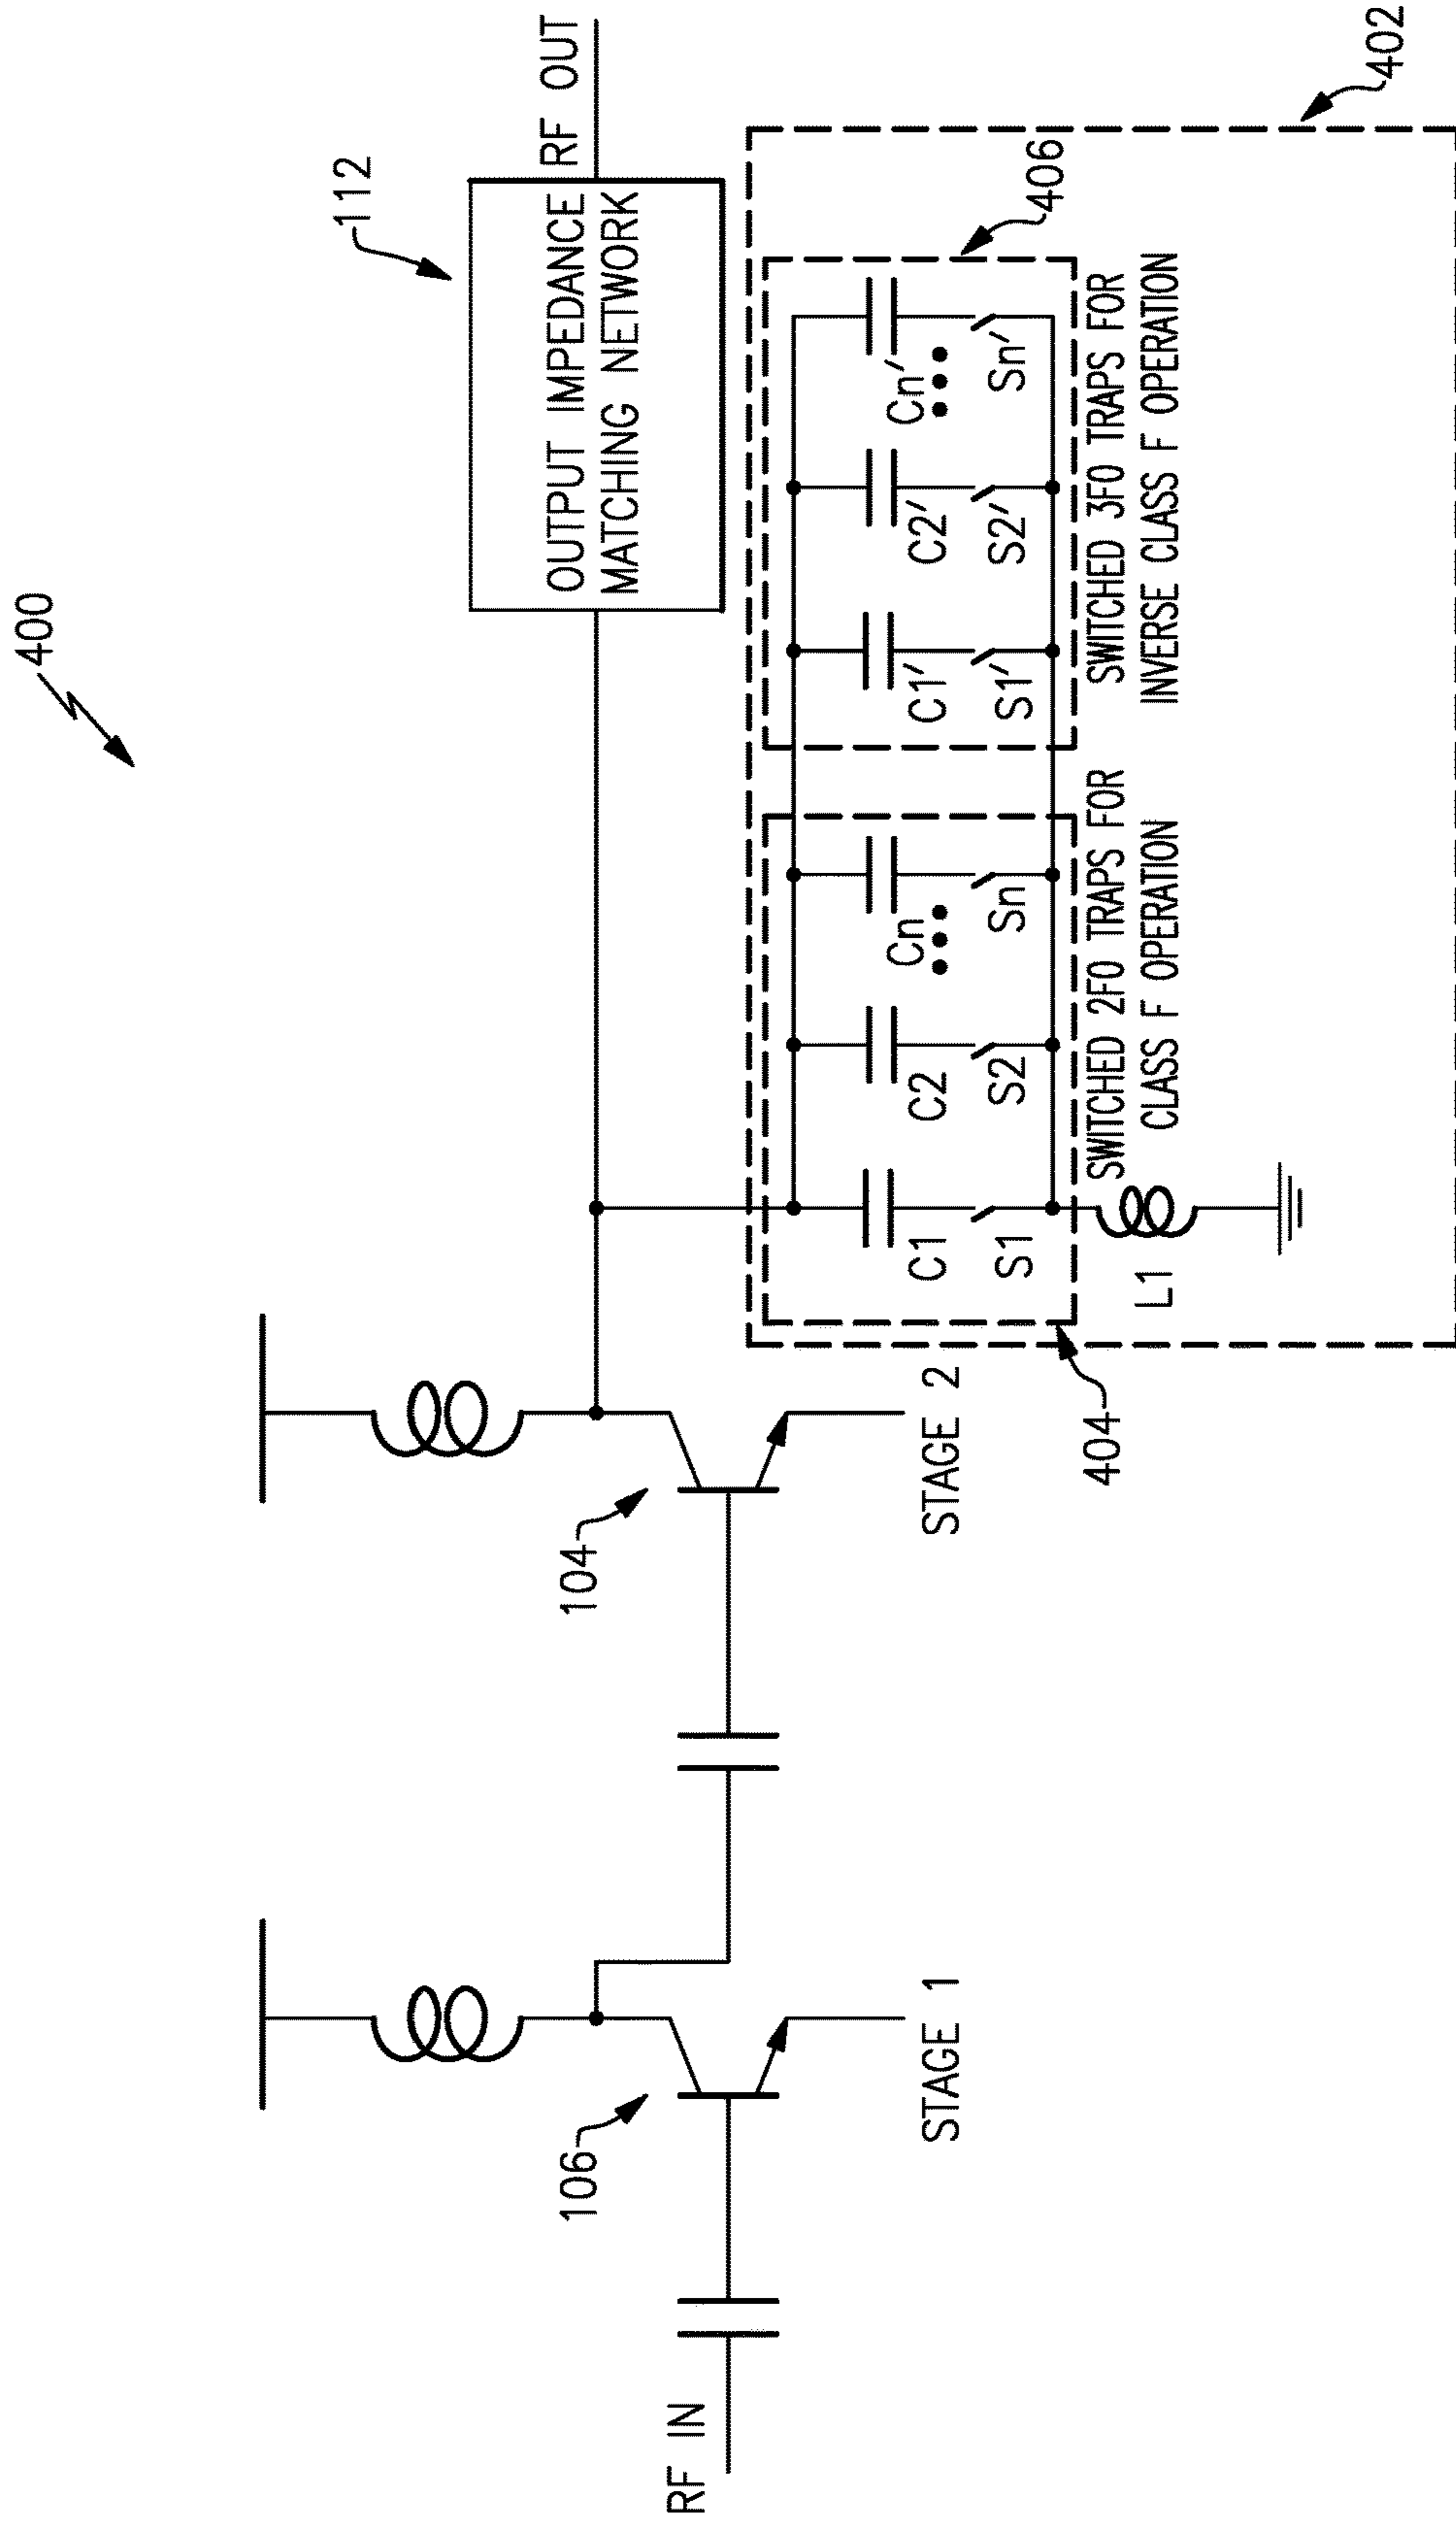 400
112
RF OUT
OUTPUT IMPEDANCE
MATCHING NETWORK
104
106
RF IN
STAGE 1
STAGE 2
402
404
406
C1
C2
Cn
S1
S2
Sn
C1′
C2′
Cn′
S1′
S2′
Sn′
L1
SWITCHED 2F0 TRAPS FOR
CLASS F OPERATION
SWITCHED 3F0 TRAPS FOR
INVERSE CLASS F OPERATION